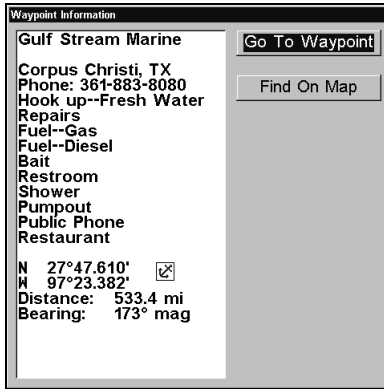 Waypoint Information
Gulf Stream Marine
Corpus Christi, TX
Phone: 361-883-8080
Hook up--Fresh Water
Repairs
Fuel--Gas
Fuel--Diesel
Bait
Restroom
Shower
Pumpout
Public Phone
Restaurant
N 27°47.610'
W 97°23.382'
Distance: 533.4 mi
Bearing: 173° mag
Go To Waypoint
Find On Map